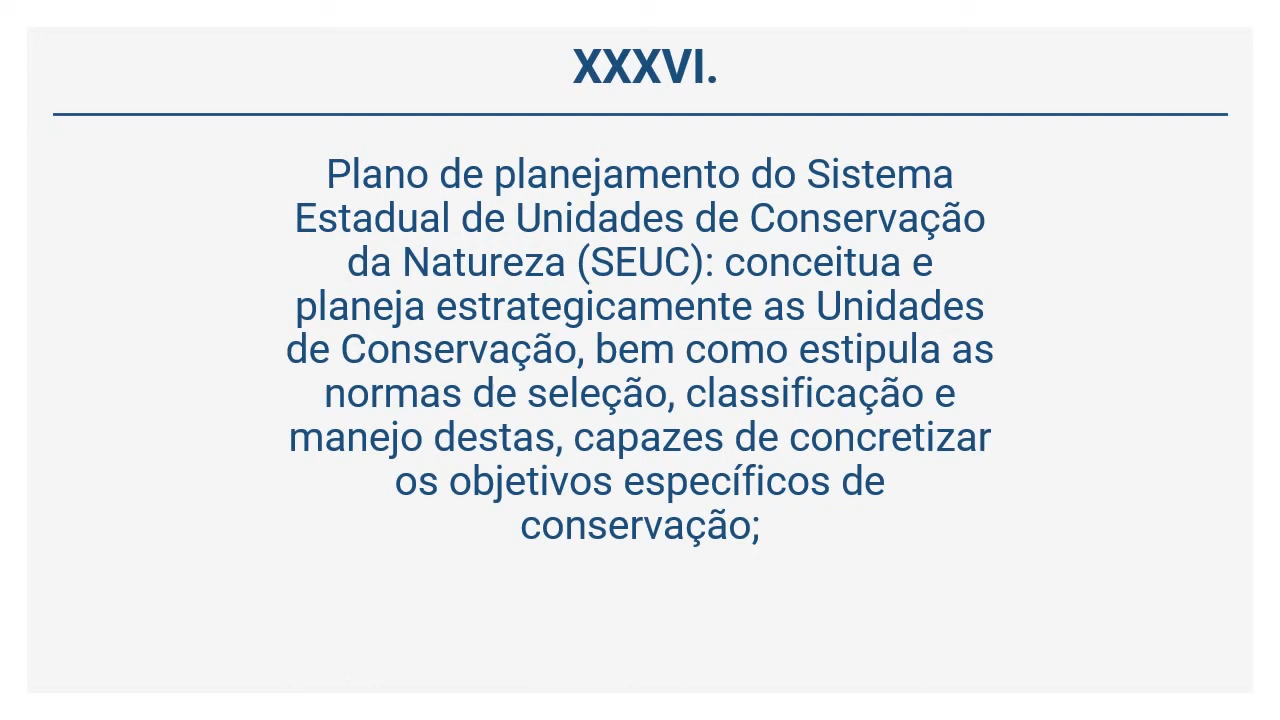 XXXVI.
Plano de planejamento do Sistema
Estadual de Unidades de Conservação
da Natureza (SEUC): conceitua e
planeja estrategicamente as Unidades
de Conservação, bem como estipula as
normas de seleção, classificação e
manejo destas, capazes de concretizar
os objetivos específicos de
conservação;